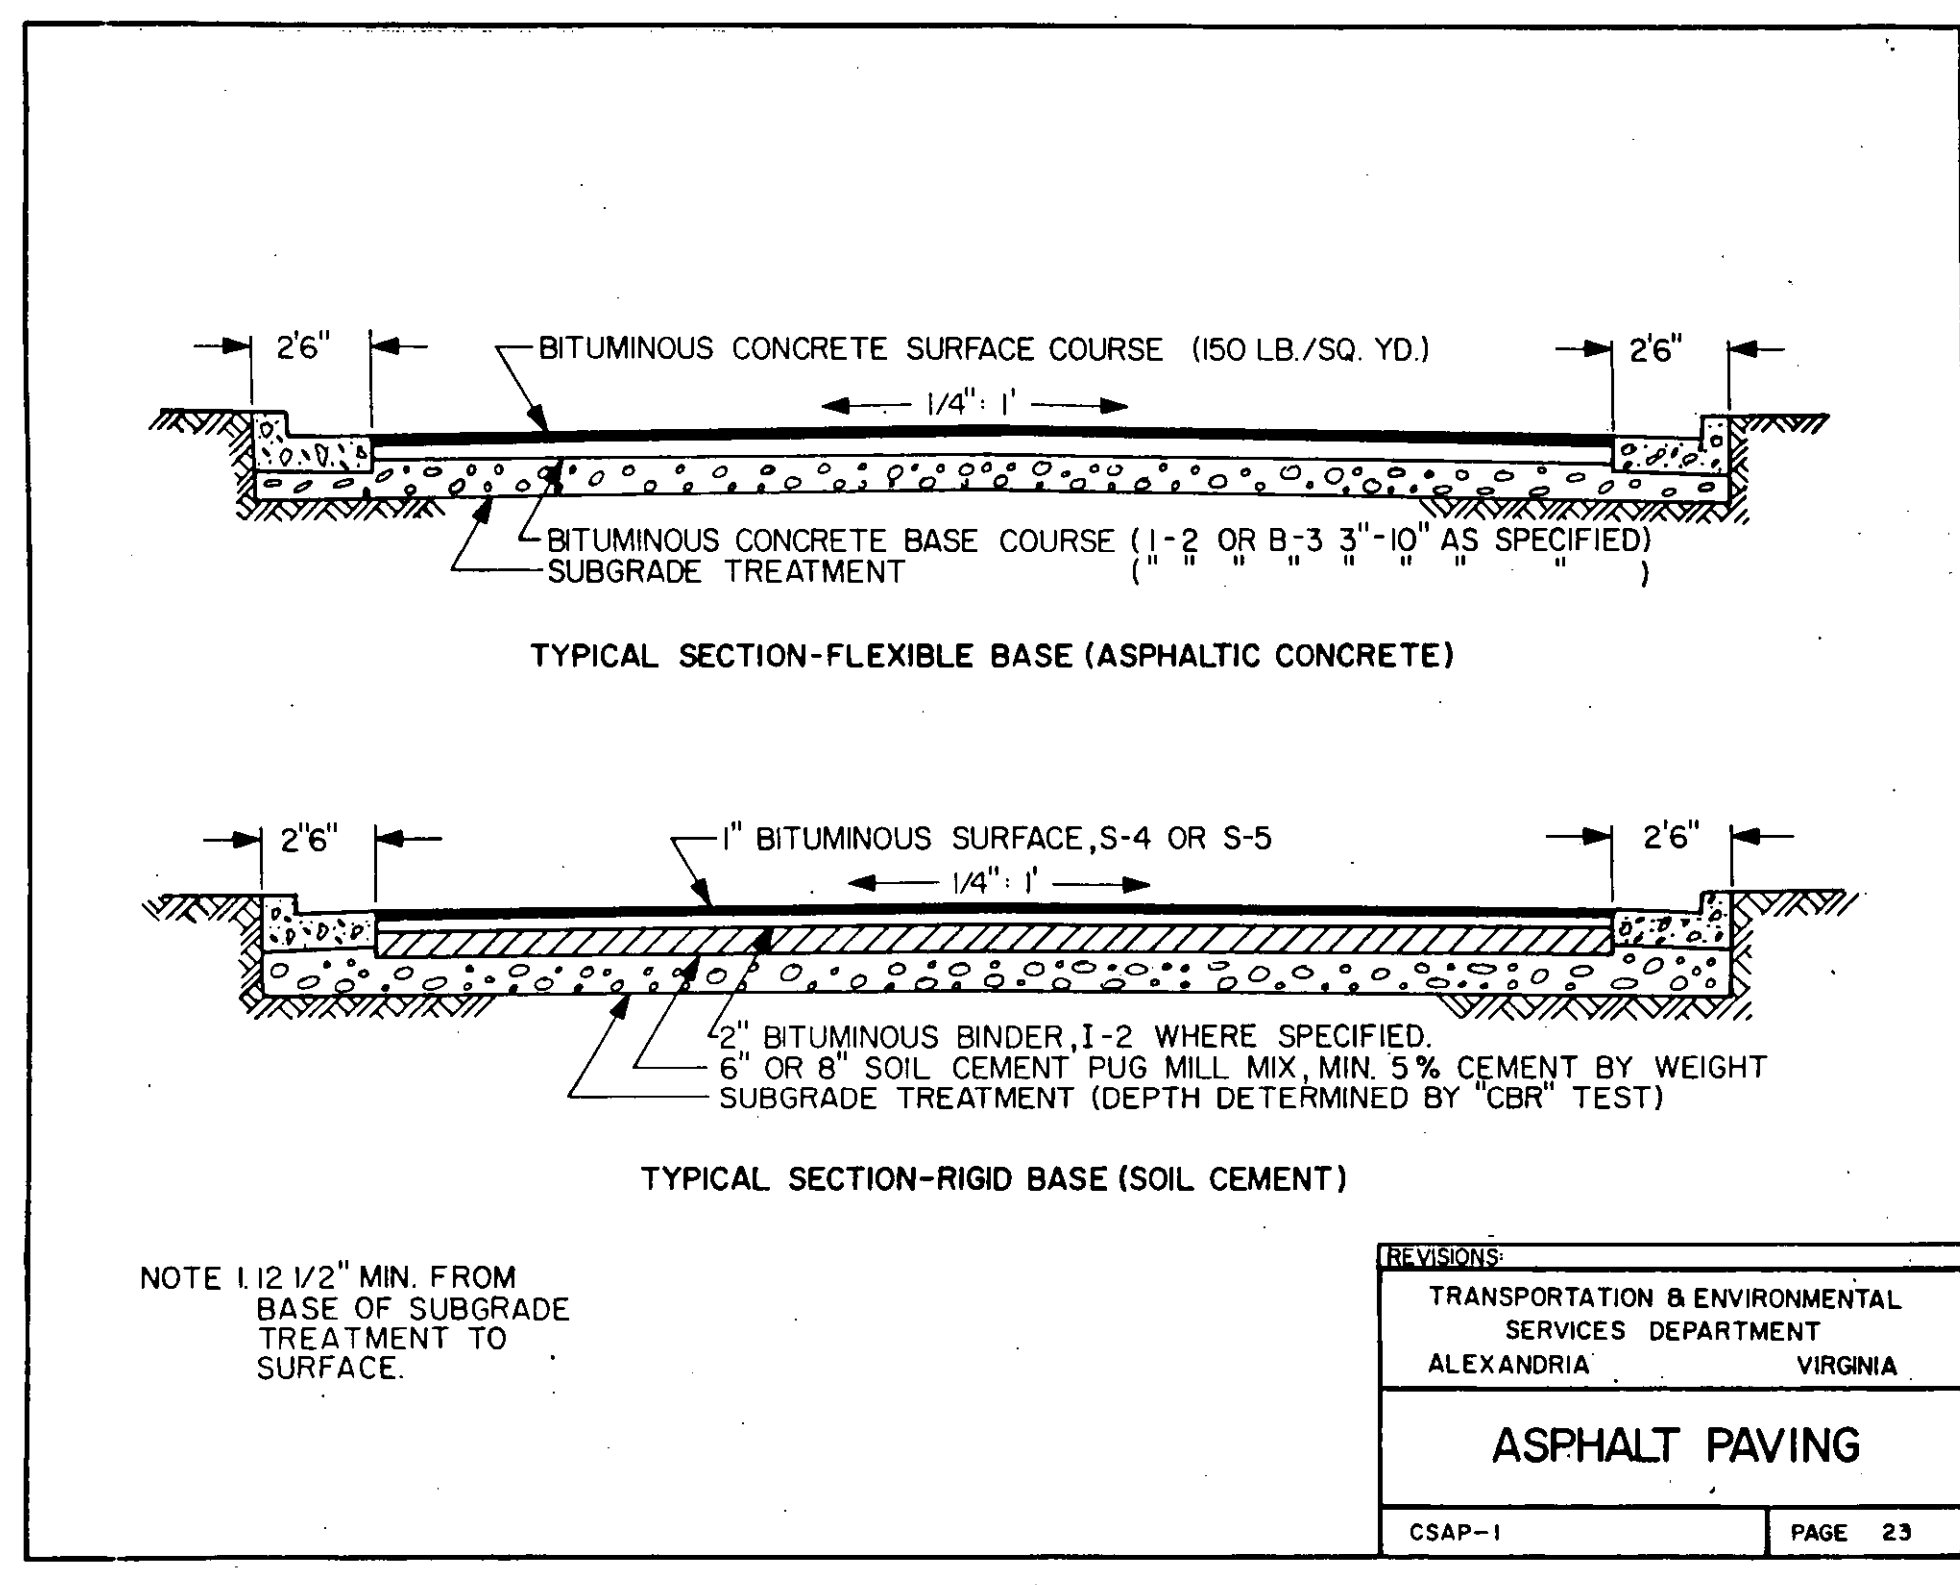 2'6" BITUMINOUS CONCRETE SURFACE COURSE (150 LB./SQ. YD.) 2'6"
1/4": 1'
BITUMINOUS CONCRETE BASE COURSE (I-2 OR B-3 3"-10" AS SPECIFIED)
SUBGRADE TREATMENT (" " " " " " " " )
TYPICAL SECTION-FLEXIBLE BASE (ASPHALTIC CONCRETE)
2"6" 1" BITUMINOUS SURFACE, S-4 OR S-5 2'6"
1/4": 1'
2" BITUMINOUS BINDER, I-2 WHERE SPECIFIED.
6" OR 8" SOIL CEMENT PUG MILL MIX, MIN. 5% CEMENT BY WEIGHT
SUBGRADE TREATMENT (DEPTH DETERMINED BY "CBR" TEST)
TYPICAL SECTION-RIGID BASE (SOIL CEMENT)
NOTE 1. 12 1/2" MIN. FROM
BASE OF SUBGRADE
TREATMENT TO
SURFACE.
REVISIONS:
TRANSPORTATION & ENVIRONMENTAL
SERVICES DEPARTMENT
ALEXANDRIA VIRGINIA
ASPHALT PAVING
CSAP-1 PAGE 23